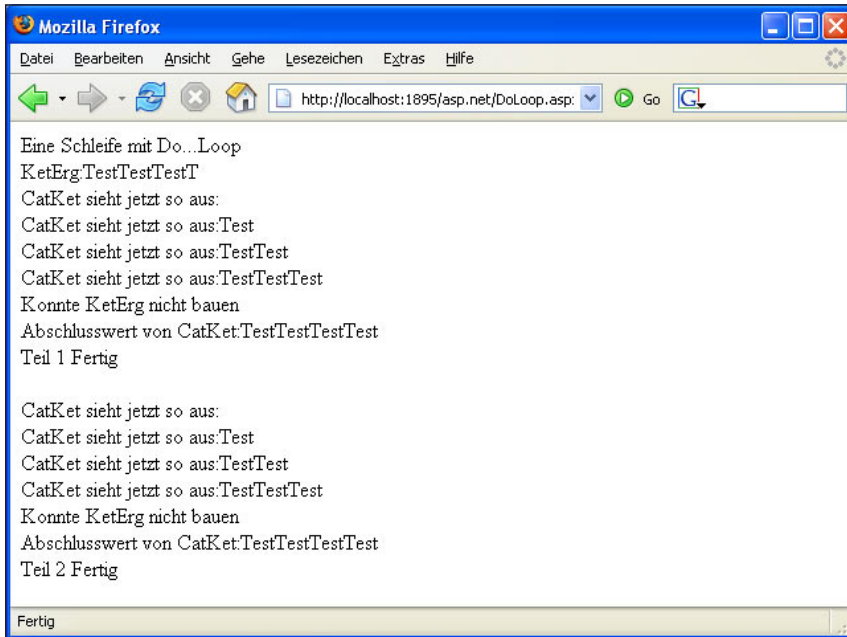 Mozilla Firefox
Datei Bearbeiten Ansicht Gehe Lesezeichen Extras Hilfe
http://localhost:1895/asp.net/DoLoop.asp: Go G
Eine Schleife mit Do...Loop
KetErg:TestTestTestT
CatKet sieht jetzt so aus:
CatKet sieht jetzt so aus:Test
CatKet sieht jetzt so aus:TestTest
CatKet sieht jetzt so aus:TestTestTest
Konnte KetErg nicht bauen
Abschlusswert von CatKet:TestTestTestTest
Teil 1 Fertig
CatKet sieht jetzt so aus:
CatKet sieht jetzt so aus:Test
CatKet sieht jetzt so aus:TestTest
CatKet sieht jetzt so aus:TestTestTest
Konnte KetErg nicht bauen
Abschlusswert von CatKet:TestTestTestTest
Teil 2 Fertig
Fertig